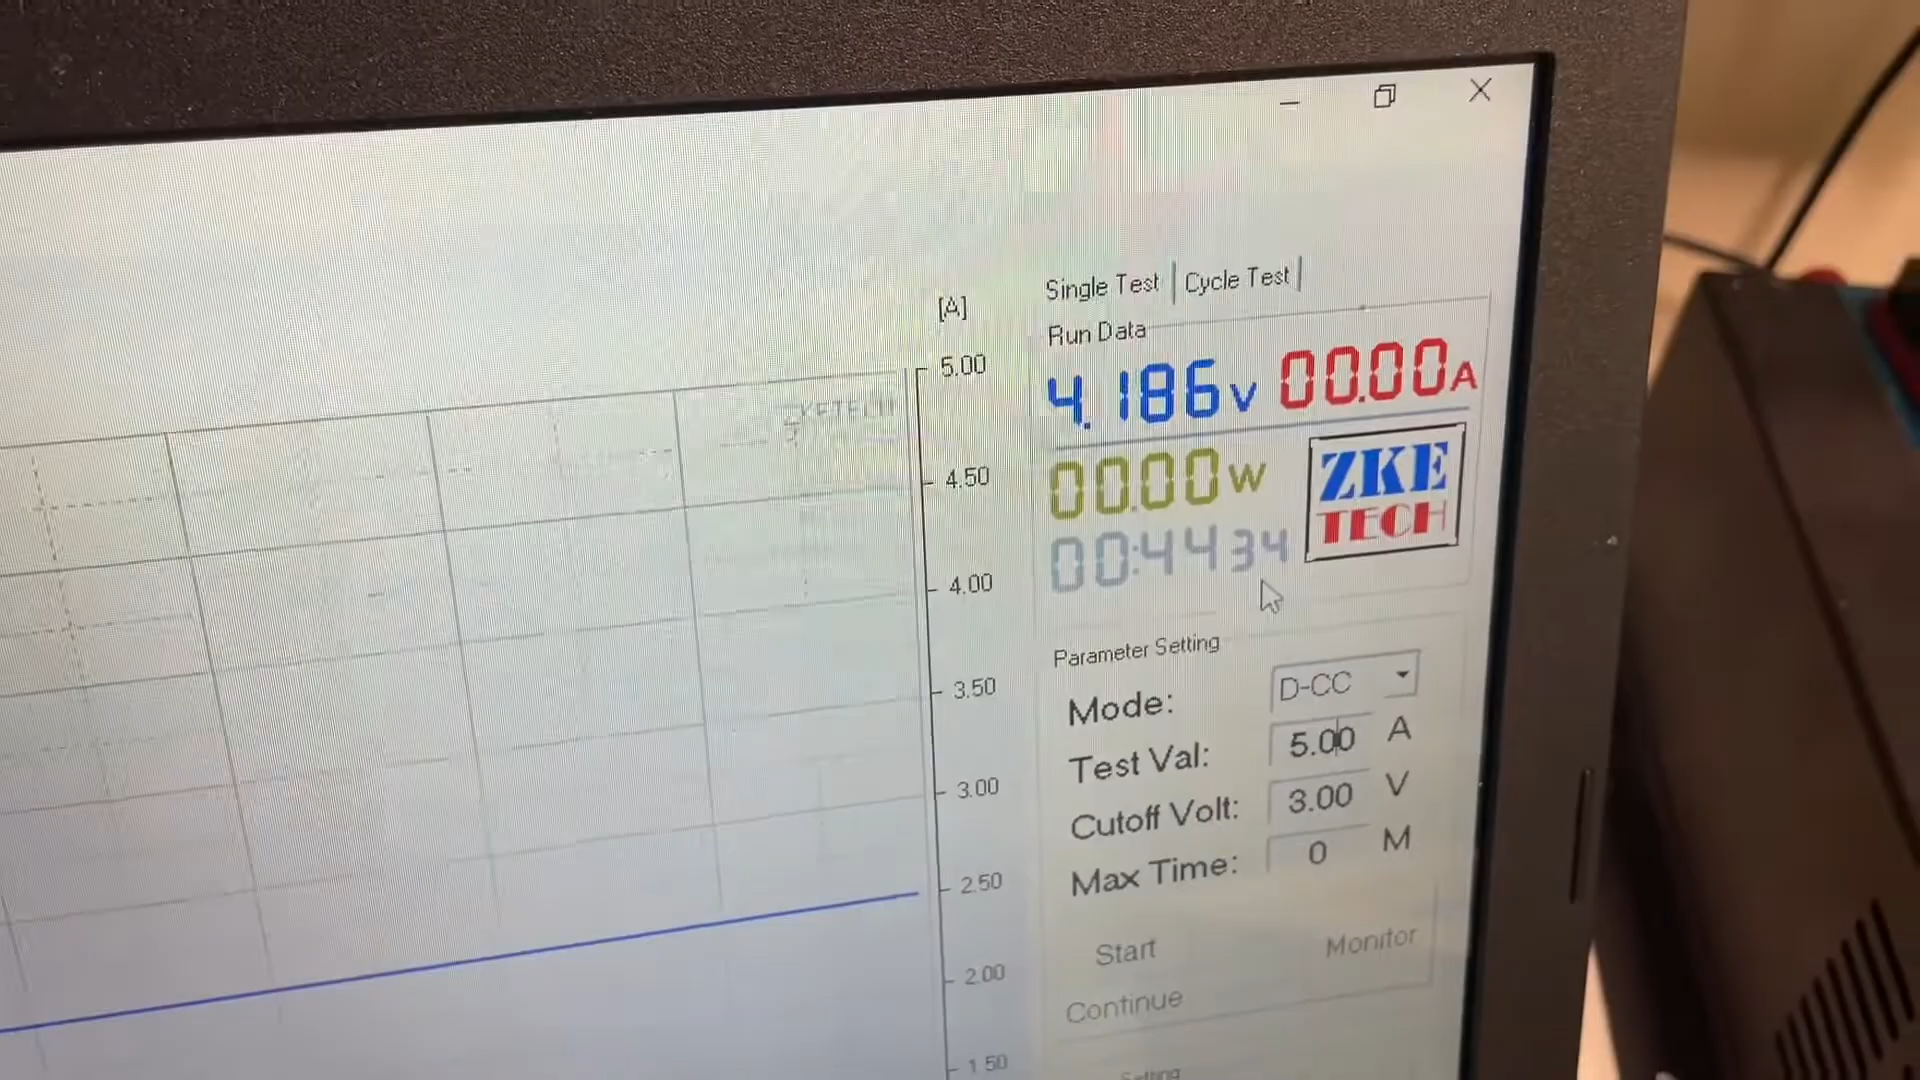 Single Test Cycle Test
[A]
Run Data
5.00
4.186V 00.00A
ZKETECH
4.50
00.00W
ZKE
TECH
00:44 34
4.00
Parameter Setting
3.50
Mode: D-CC
Test Val: 5.00 A
3.00
Cutoff Volt: 3.00 V
Max Time: 0 M
2.50
Start Monitor
2.00
Continue
1.50
Setting